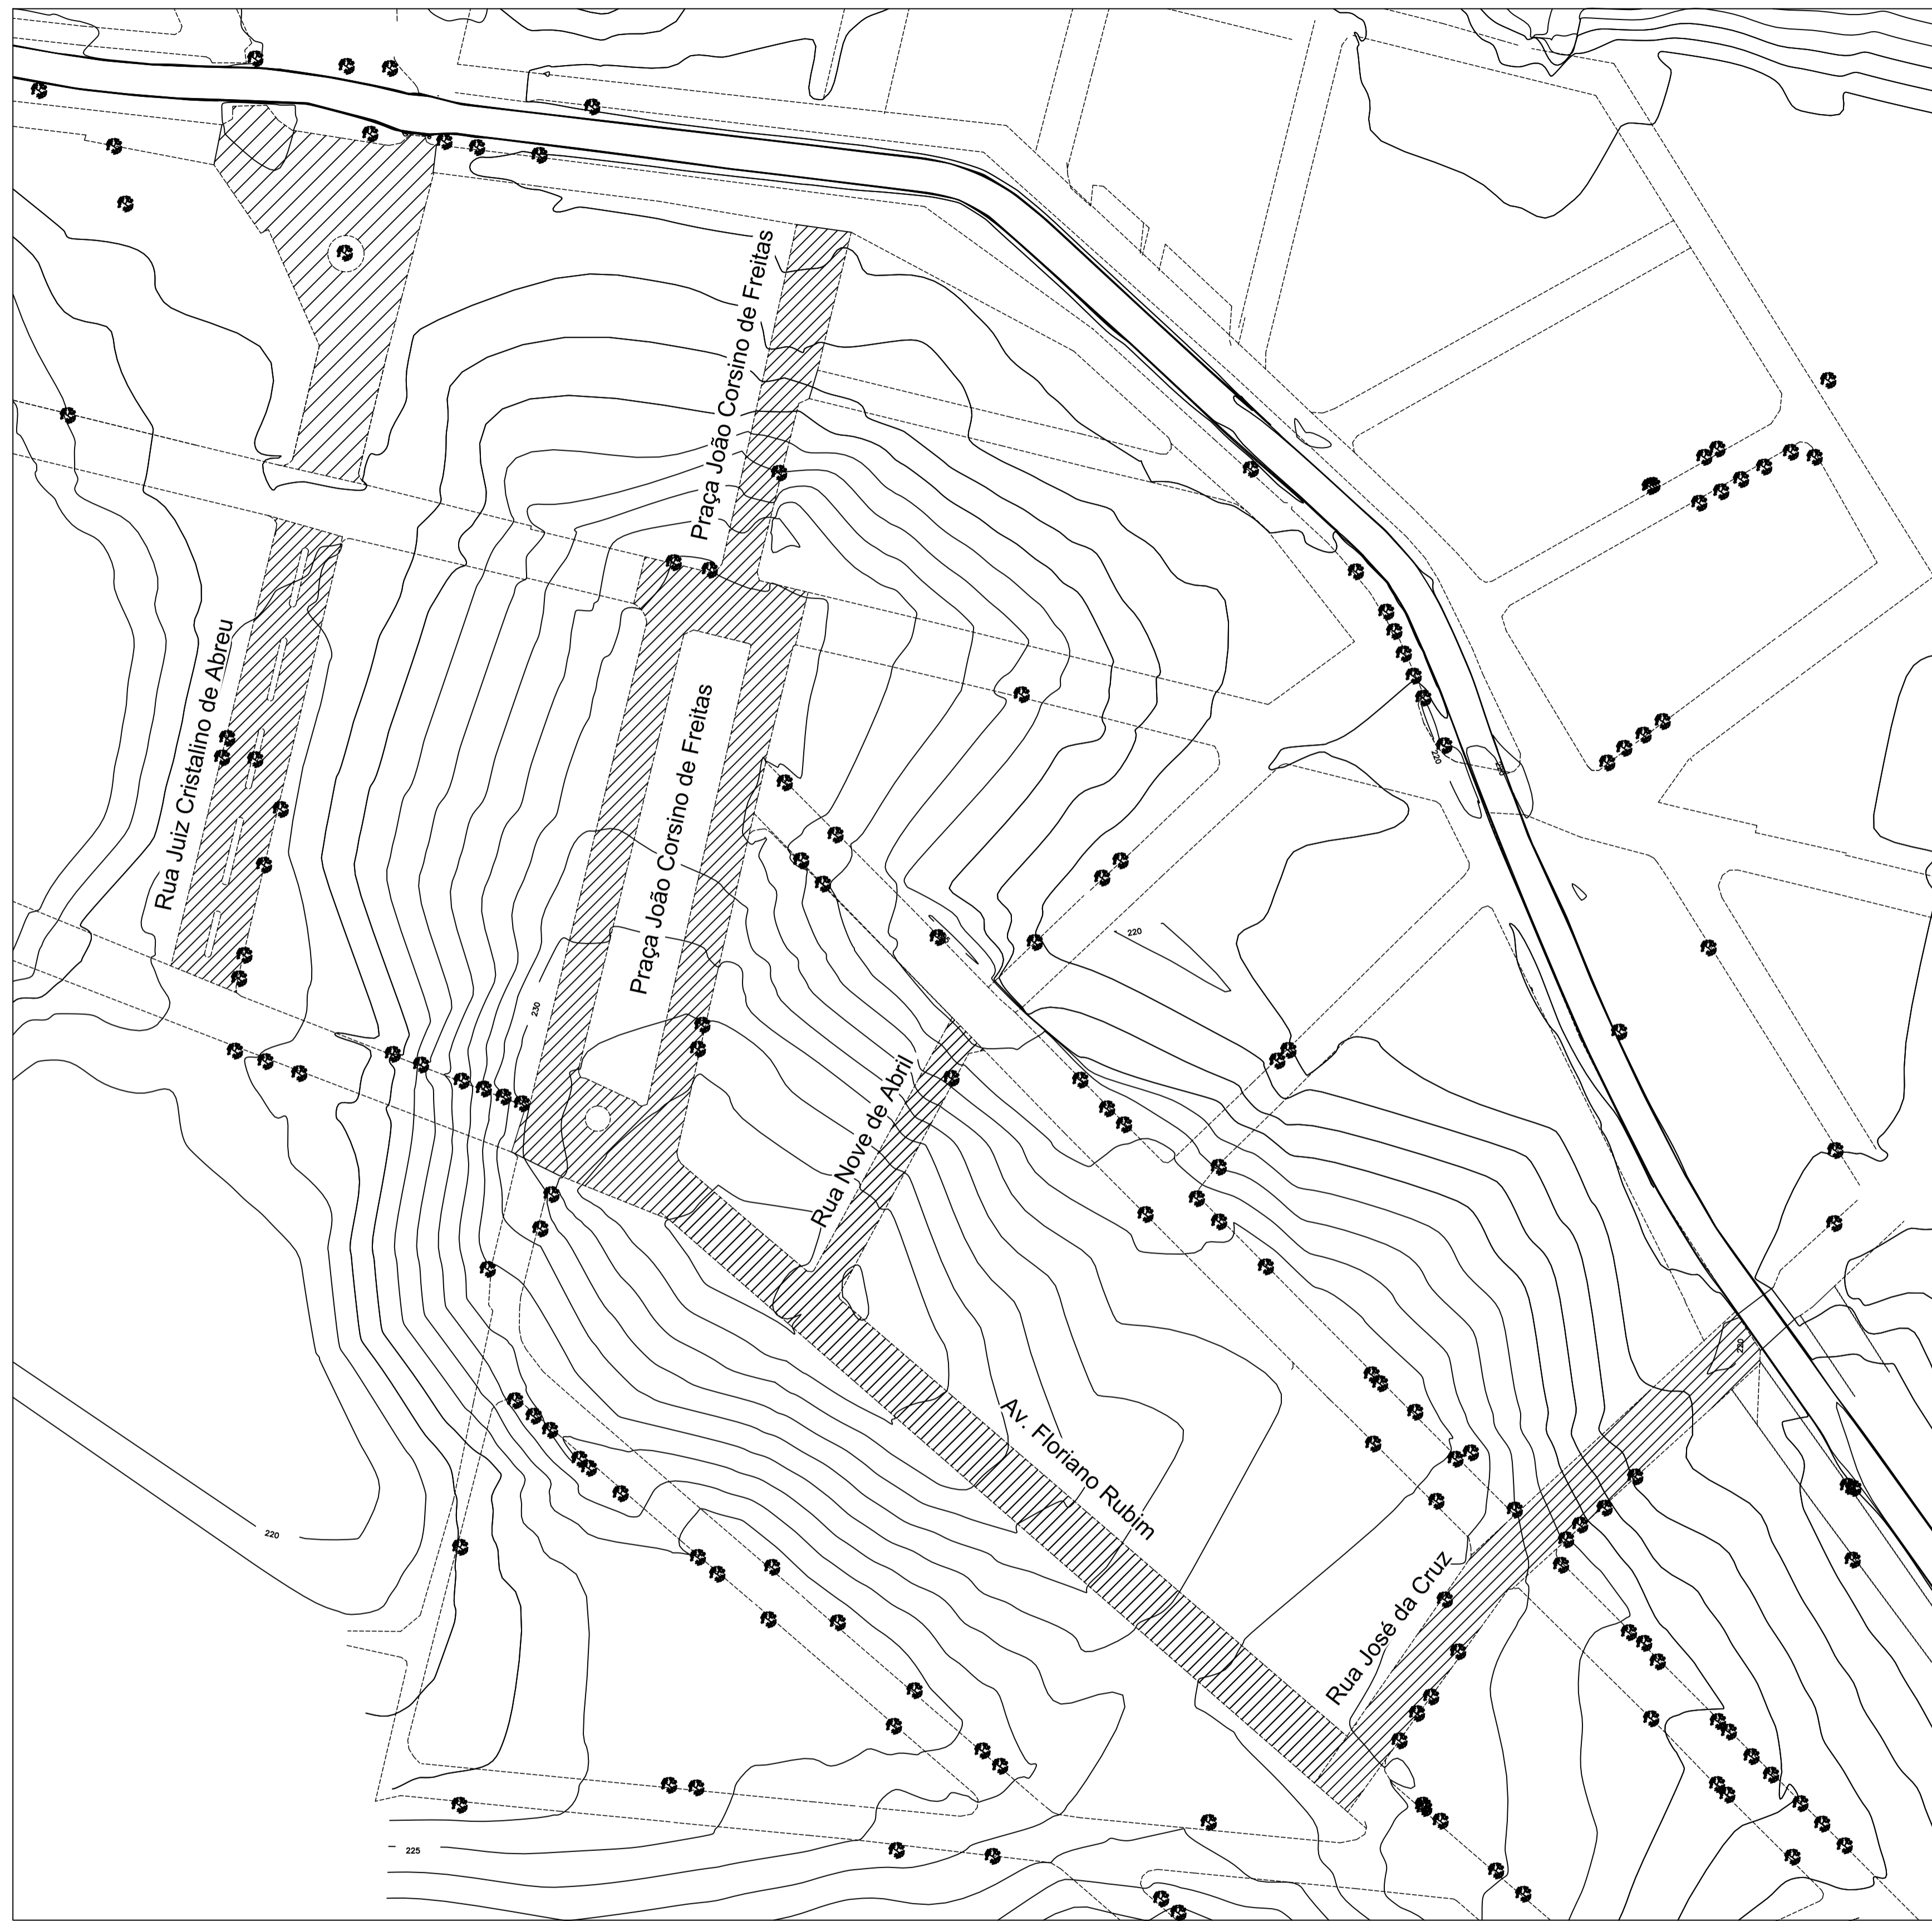 Praça João Corsino de Freitas
Rua Juiz Cristalino de Abreu
Praça João Corsino de Freitas
220
230
Rua Nove de Abril
220
Av. Floriano Rubim
220
Rua José da Cruz
225